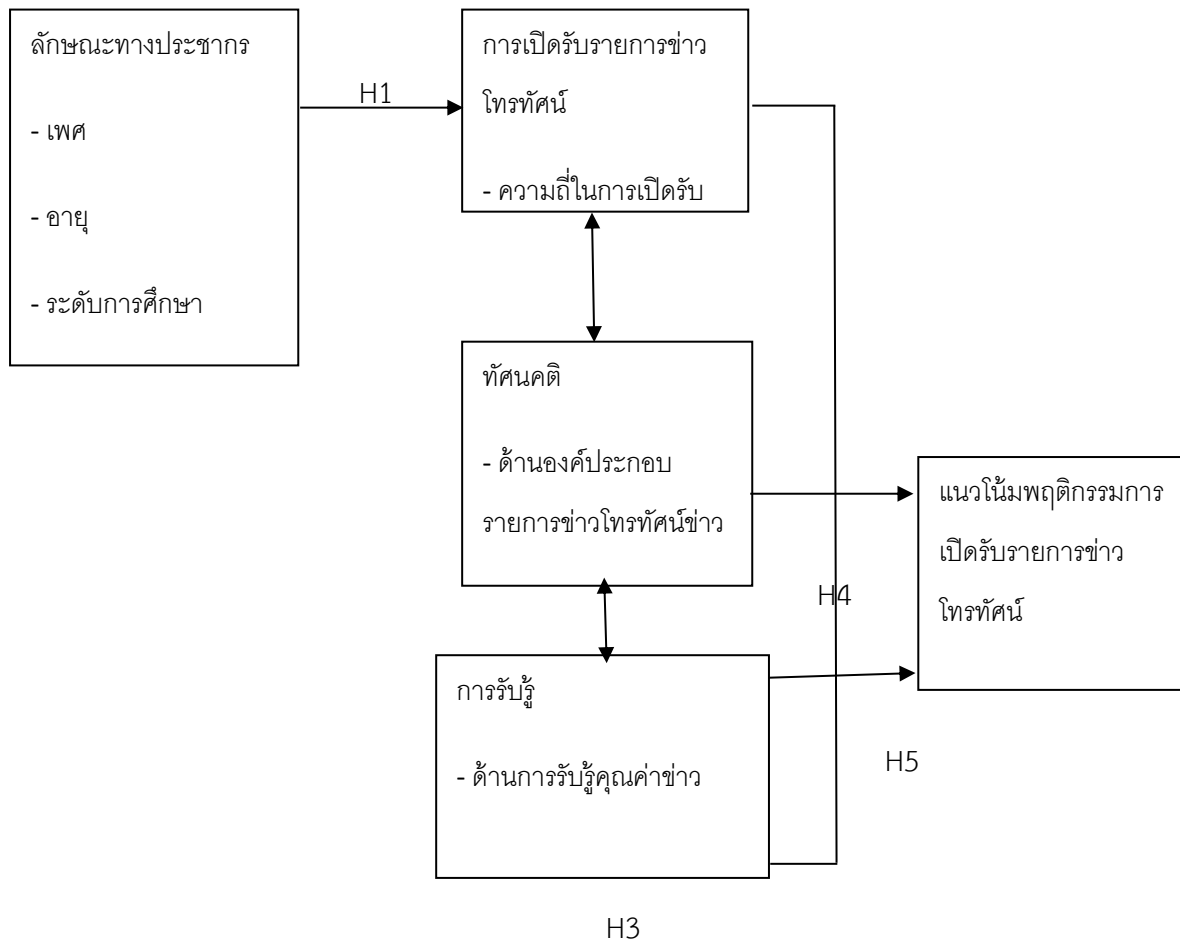 ลักษณะทางประชากร
- เพศ
- อายุ
- ระดับการศึกษา
H1
การเปิดรับรายการข่าว
โทรทัศน์
- ความถี่ในการเปิดรับ
ทัศนคติ
- ด้านองค์ประกอบ
รายการข่าวโทรทัศน์ข่าว
แนวโน้มพฤติกรรมการ
เปิดรับรายการข่าว
โทรทัศน์
H4
การรับรู้
- ด้านการรับรู้คุณค่าข่าว
H5
H3